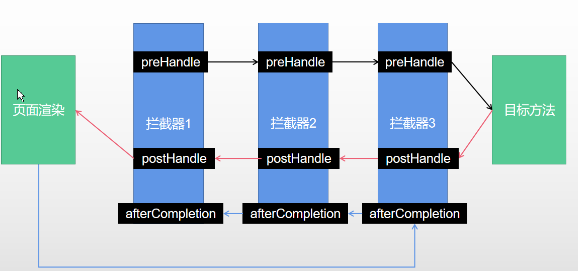 preHandle
preHandle
preHandle
页面渲染
拦截器1
拦截器2
拦截器3
目标方法
postHandle
postHandle
postHandle
afterCompletion
afterCompletion
afterCompletion